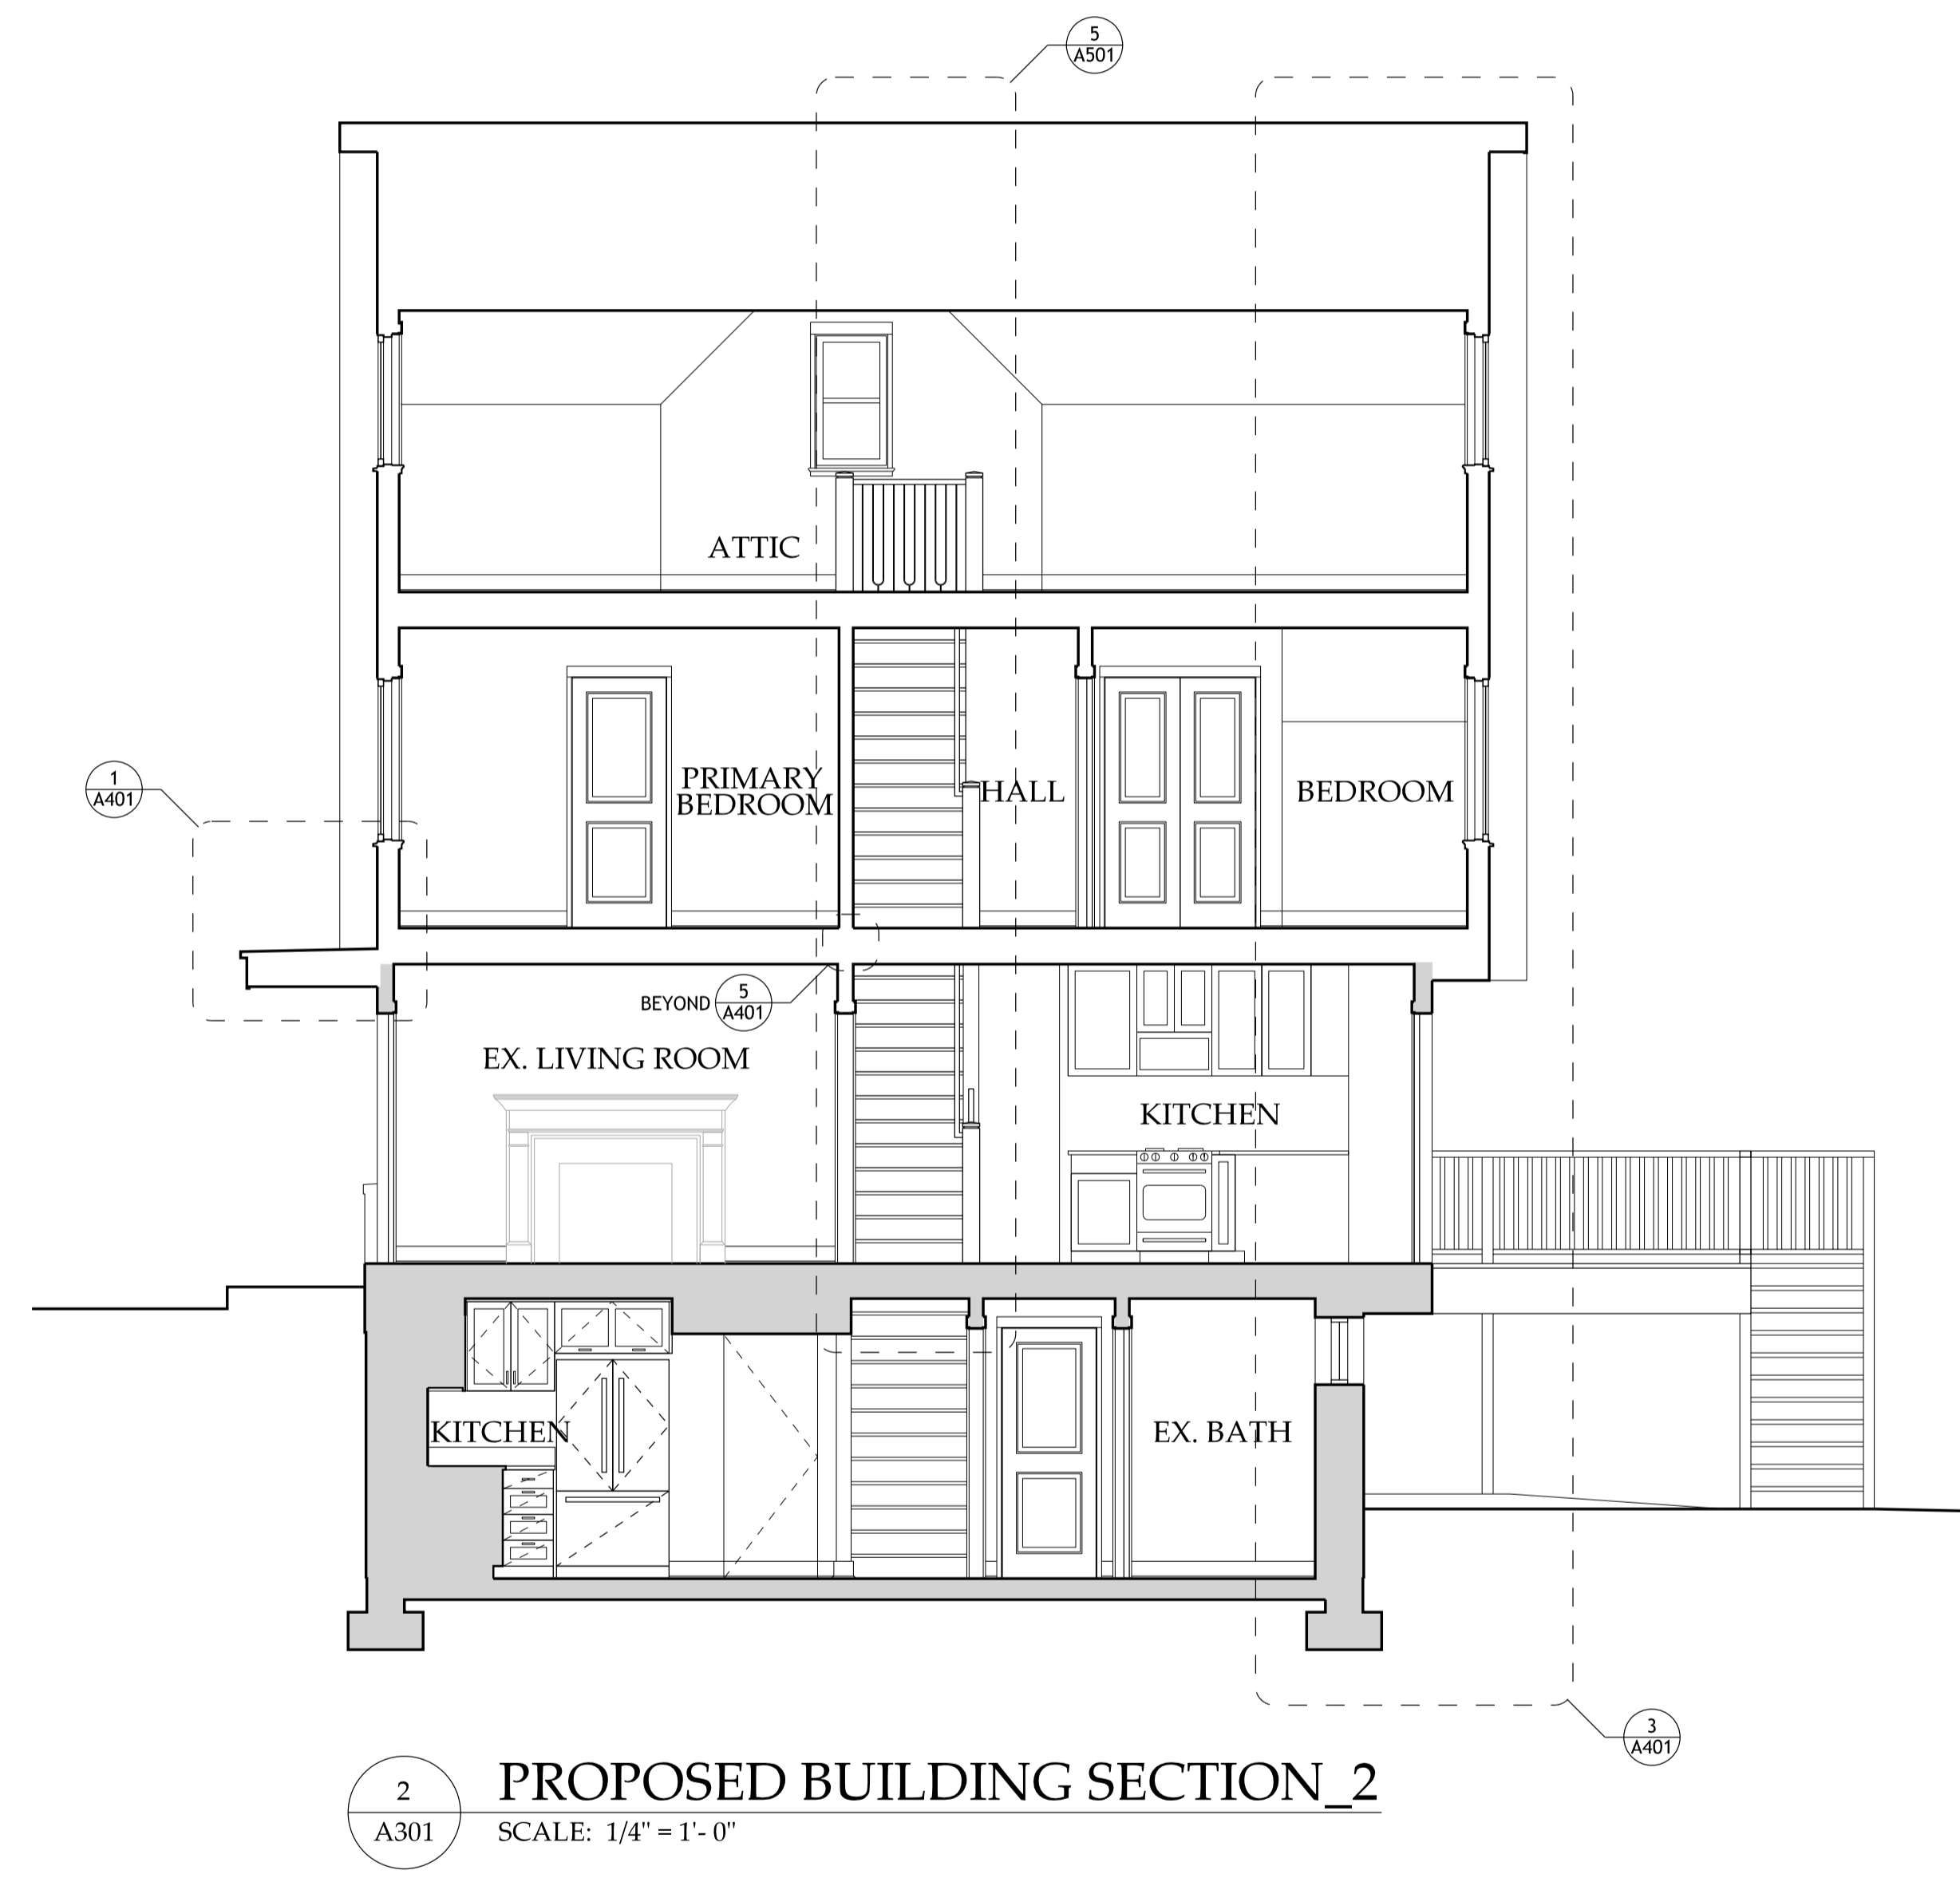 5
A501
ATTIC
1
A401
PRIMARY
BEDROOM
HALL
BEDROOM
BEYOND
5
A401
EX. LIVING ROOM
KITCHEN
KITCHEN
EX. BATH
3
A401
2
A301
PROPOSED BUILDING SECTION_2
SCALE: 1/4" = 1'- 0"